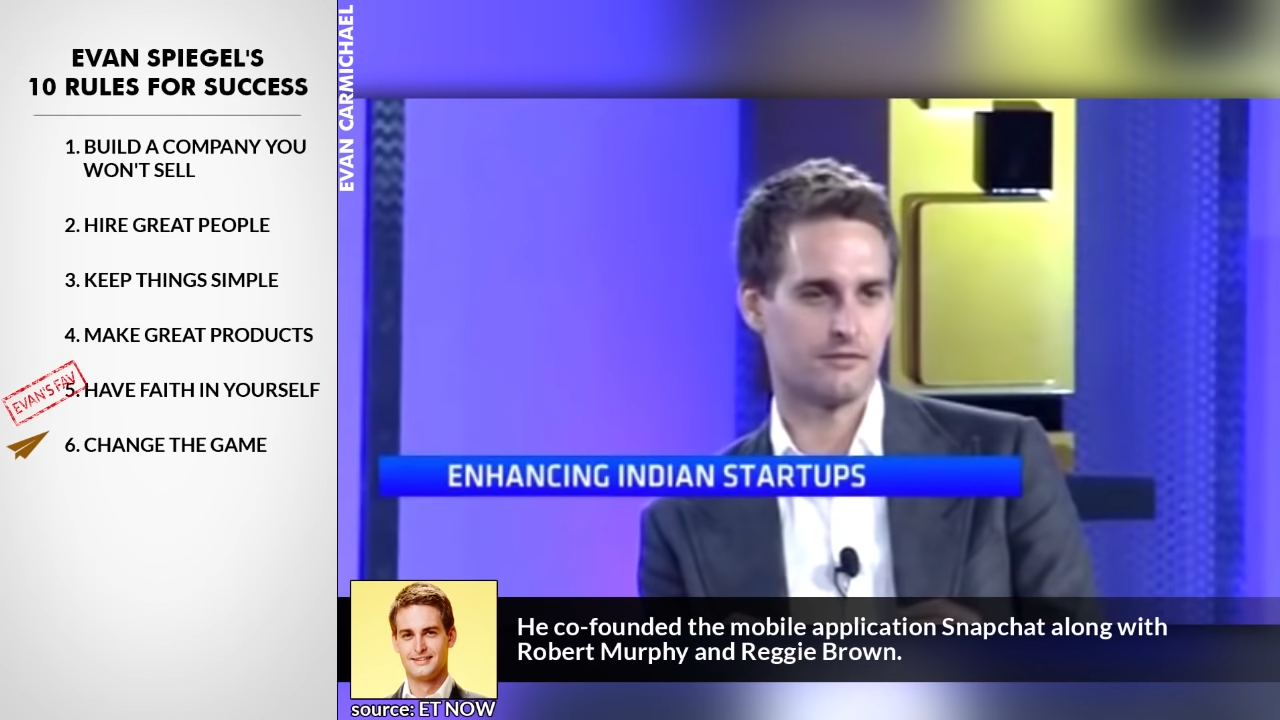 EVAN SPIEGEL'S
10 RULES FOR SUCCESS
1. BUILD A COMPANY YOU
WON'T SELL
2. HIRE GREAT PEOPLE
3. KEEP THINGS SIMPLE
4. MAKE GREAT PRODUCTS
EVAN'S FAV
5. HAVE FAITH IN YOURSELF
6. CHANGE THE GAME
EVAN CARMICHAEL
ENHANCING INDIAN STARTUPS
He co-founded the mobile application Snapchat along with
Robert Murphy and Reggie Brown.
source: ET NOW